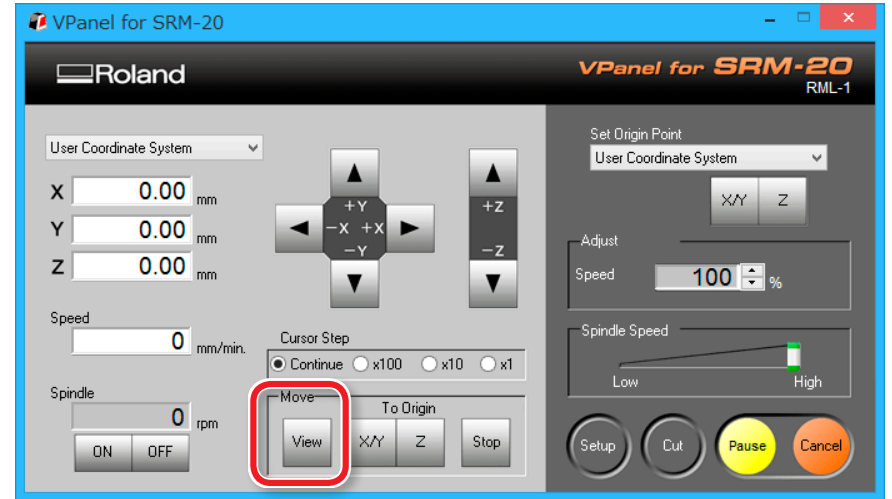 VPanel for SRM-20
Roland
VPanel for SRM-20
RML-1
User Coordinate System
X 0.00 mm
Y 0.00 mm
Z 0.00 mm
Speed
0 mm/min.
Spindle
0 rpm
ON OFF
+Y
-X +X
-Y
+Z
-Z
Cursor Step
Continue x100 x10 x1
Move
To Origin
View X/Y Z Stop
Set Origin Point
User Coordinate System
X/Y Z
Adjust
Speed 100 %
Spindle Speed
Low High
Setup Cut Pause Cancel